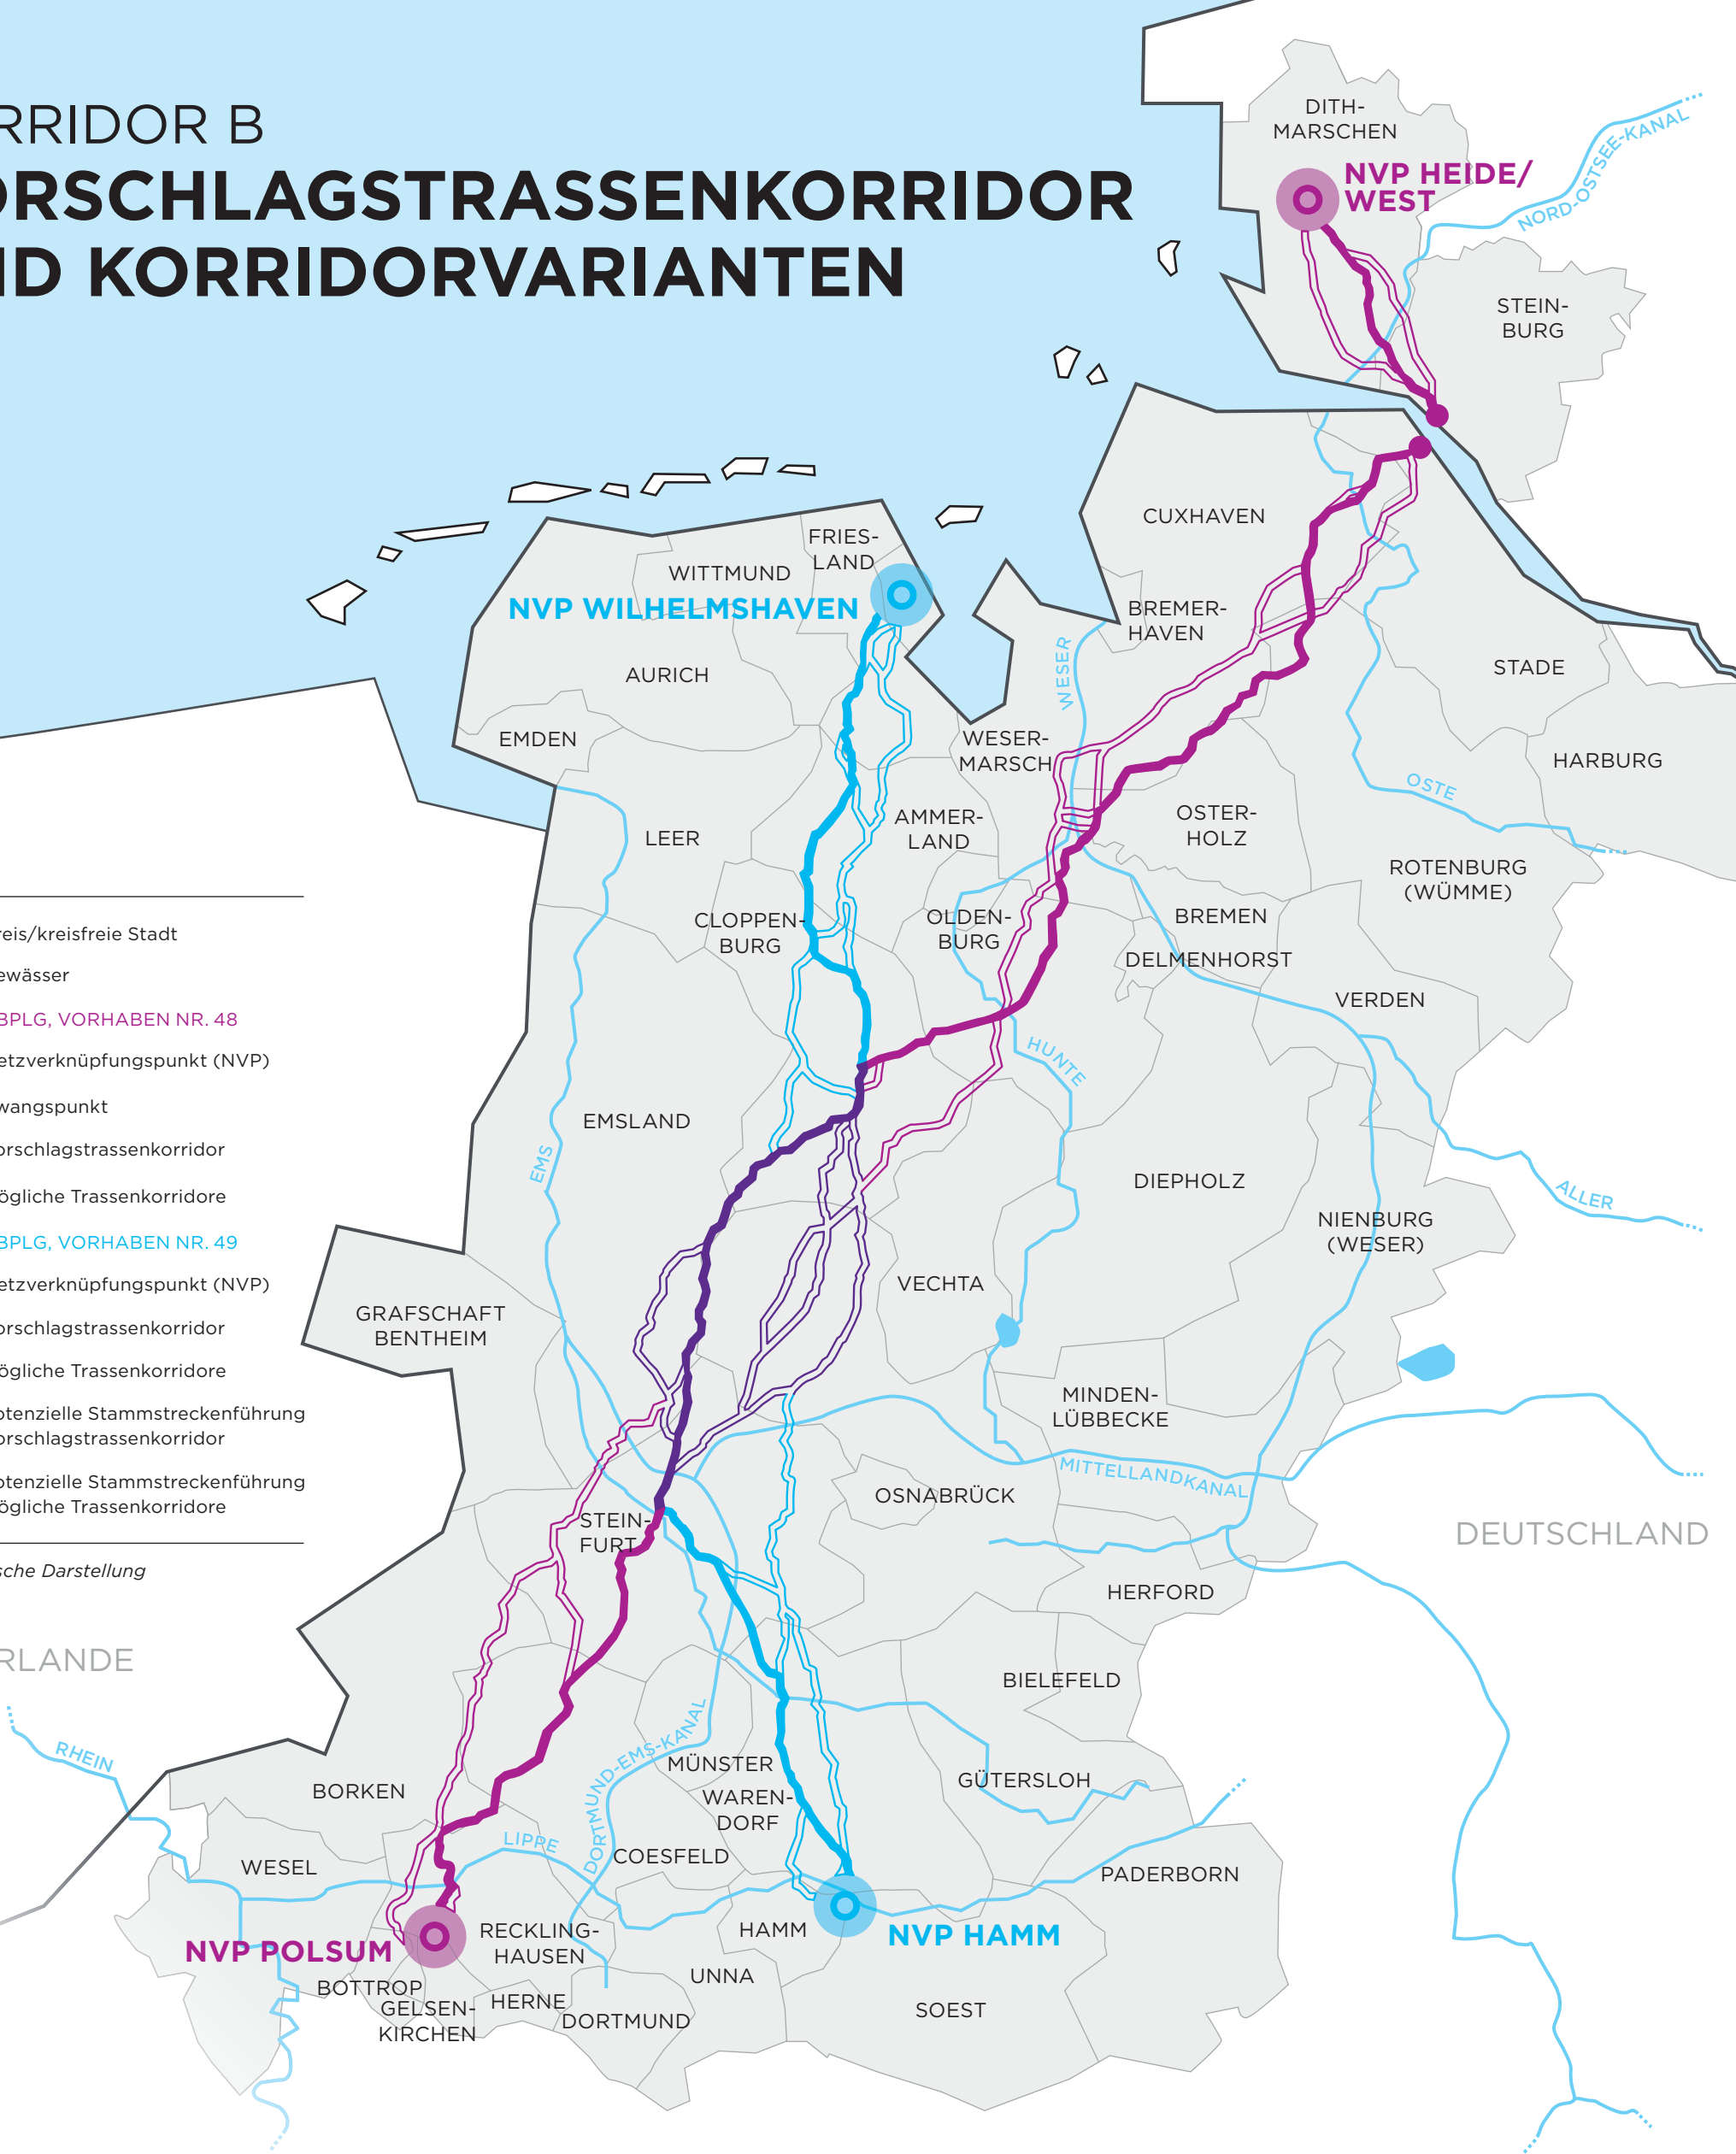 RRIDOR B
ORSCHLAGSTRASSENKORRIDOR
ND KORRIDORVARIANTEN
DITH-
MARSCHEN
NVP HEIDE/
WEST
NORD-OSTSEE-KANAL
STEIN-
BURG
CUXHAVEN
FRIES-
LAND
WITTMUND
NVP WILHELMSHAVEN
BREMER-
HAVEN
WESER
AURICH
STADE
EMDEN
WESER-
MARSCH
HARBURG
OSTE
LEER
AMMER-
LAND
OSTER-
HOLZ
ROTENBURG
(WÜMME)
CLOPPEN-
BURG
OLDEN-
BURG
BREMEN
DELMENHORST
VERDEN
HUNTE
EMSLAND
EMS
DIEPHOLZ
ALLER
NIENBURG
(WESER)
VECHTA
GRAFSCHAFT
BENTHEIM
MINDEN-
LÜBBECKE
MITTELLANDKANAL
OSNABRÜCK
STEIN-
FURT
DEUTSCHLAND
HERFORD
BIELEFELD
DORTMUND-EMS-KANAL
MÜNSTER
GÜTERSLOH
BORKEN
WAREN-
DORF
LIPPE
COESFELD
WESEL
PADERBORN
RECKLING-
HAUSEN
HAMM
NVP HAMM
NVP POLSUM
UNNA
BOTTROP
GELSEN-
KIRCHEN
HERNE
DORTMUND
SOEST
RHEIN
RLANDE
reis/kreisfreie Stadt
ewässer
BPLG, VORHABEN NR. 48
etzverknüpfungspunkt (NVP)
wangspunkt
orschlagstrassenkorridor
ögliche Trassenkorridore
BPLG, VORHABEN NR. 49
etzverknüpfungspunkt (NVP)
orschlagstrassenkorridor
ögliche Trassenkorridore
otenzielle Stammstreckenführung
orschlagstrassenkorridor
otenzielle Stammstreckenführung
ögliche Trassenkorridore
sche Darstellung